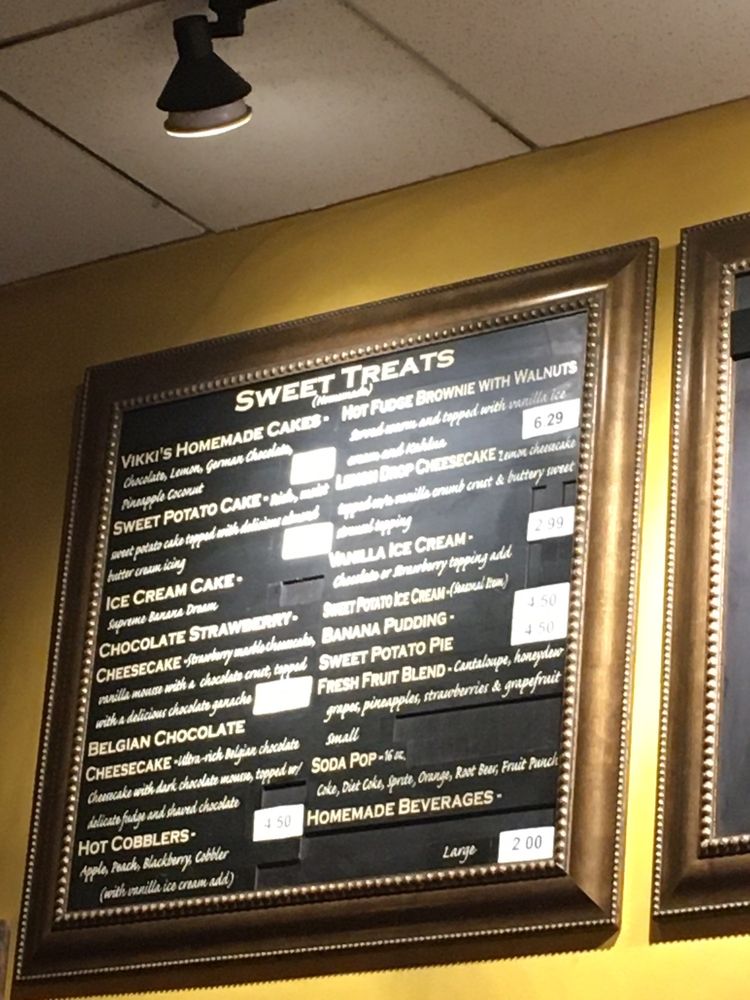 SWEET TREATS
(Homemade)
VIKKI'S HOMEMADE CAKES -
Chocolate, Lemon, German Chocolate,
Pineapple Coconut
SWEET POTATO CAKE - Rich, moist
sweet potato cake topped with delicious almond
butter cream icing
ICE CREAM CAKE -
Supreme Banana Dream
CHOCOLATE STRAWBERRY -
CHEESECAKE - Strawberry marble cheesecake,
vanilla mousse with a chocolate crust, topped
with a delicious chocolate ganache
BELGIAN CHOCOLATE
CHEESECAKE - Ultra-rich Belgian chocolate
Cheesecake with dark chocolate mousse, topped w/
delicate fudge and shaved chocolate
HOT COBBLERS - 4 50
Apple, Peach, Blackberry, Cobbler
(with vanilla ice cream add)
HOT FUDGE BROWNIE WITH WALNUTS
Served warm and topped with vanilla ice
cream and Kahlua 6 29
LEMON DROP CHEESECAKE Lemon cheesecake
topped w/a vanilla crumb crust & buttery sweet
streusel topping
VANILLA ICE CREAM - 2 99
Chocolate or Strawberry topping add
SWEET POTATO ICE CREAM - (Seasonal Item)
BANANA PUDDING - 4 50
SWEET POTATO PIE 4 50
FRESH FRUIT BLEND - Cantaloupe, honeydew
grapes, pineapples, strawberries & grapefruit
Small
SODA POP - 16 oz.
Coke, Diet Coke, Sprite, Orange, Root Beer, Fruit Punch
HOMEMADE BEVERAGES -
Large 2 00